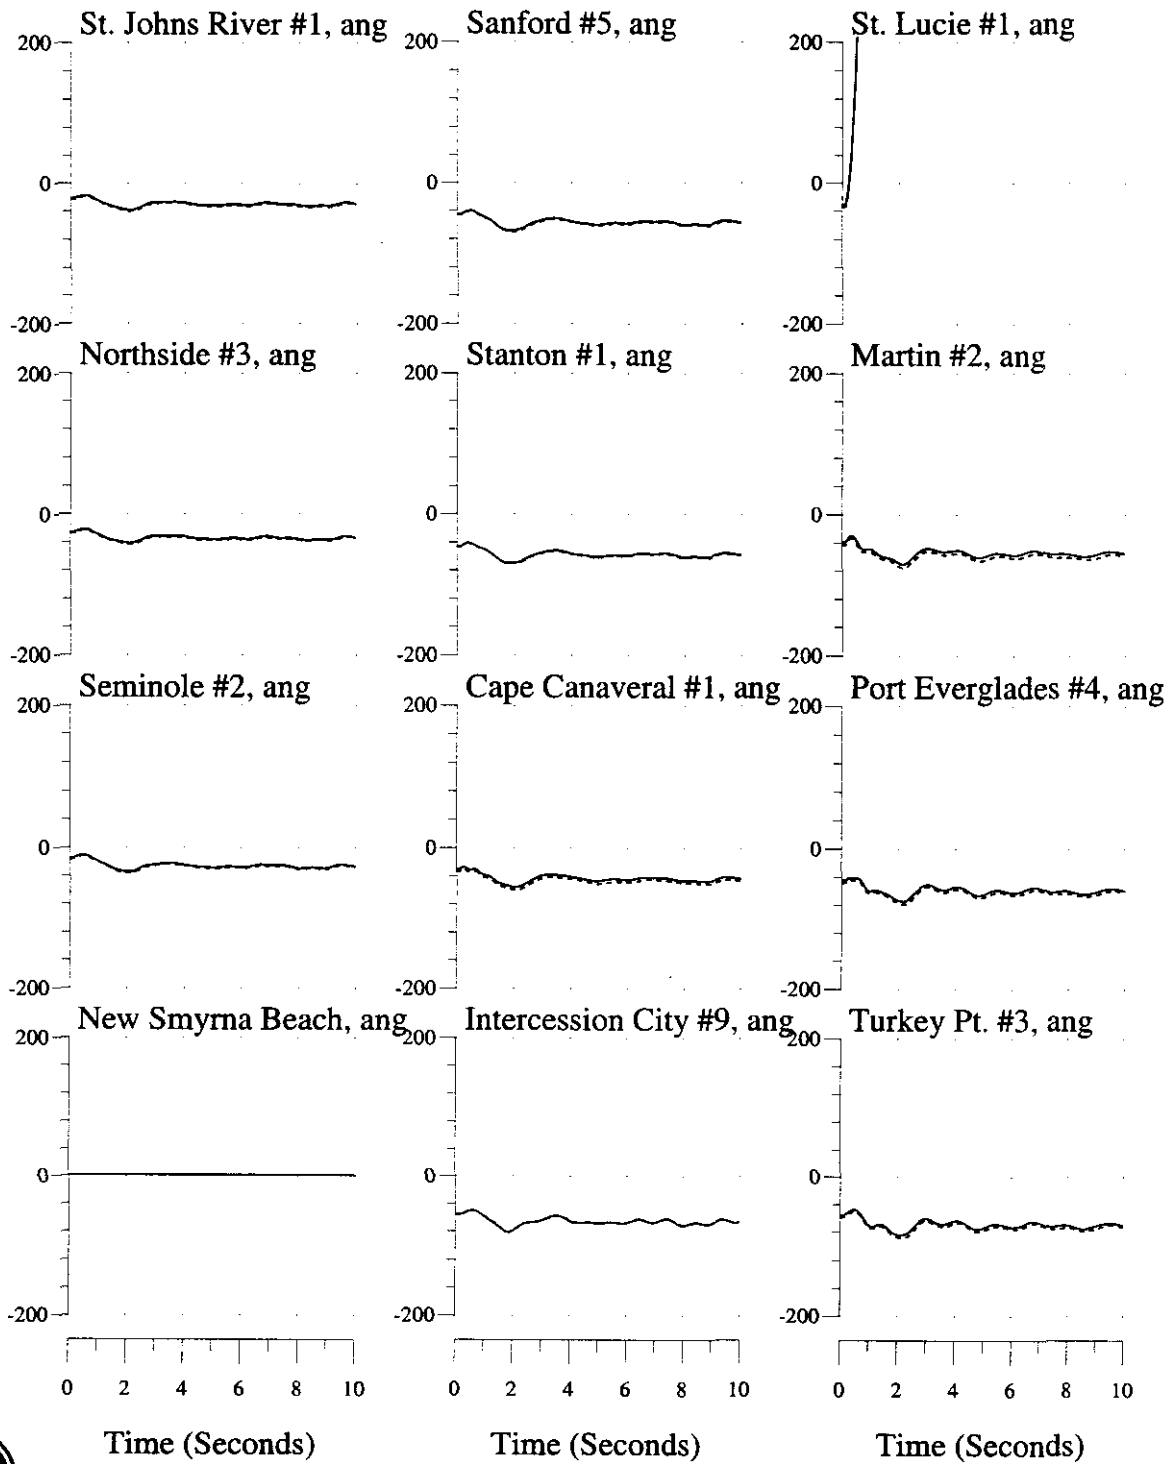 St. Johns River #1, ang
Sanford #5, ang
St. Lucie #1, ang
200
0
-200
200
0
-200
200
0
-200
Northside #3, ang
Stanton #1, ang
Martin #2, ang
200
0
-200
200
0
-200
200
0
-200
Seminole #2, ang
Cape Canaveral #1, ang
Port Everglades #4, ang
200
0
-200
200
0
-200
200
0
-200
New Smyrna Beach, ang
Intercession City #9, ang
Turkey Pt. #3, ang
200
0
-200
200
0
-200
200
0
-200
0 2 4 6 8 10
0 2 4 6 8 10
0 2 4 6 8 10
Time (Seconds)
Time (Seconds)
Time (Seconds)